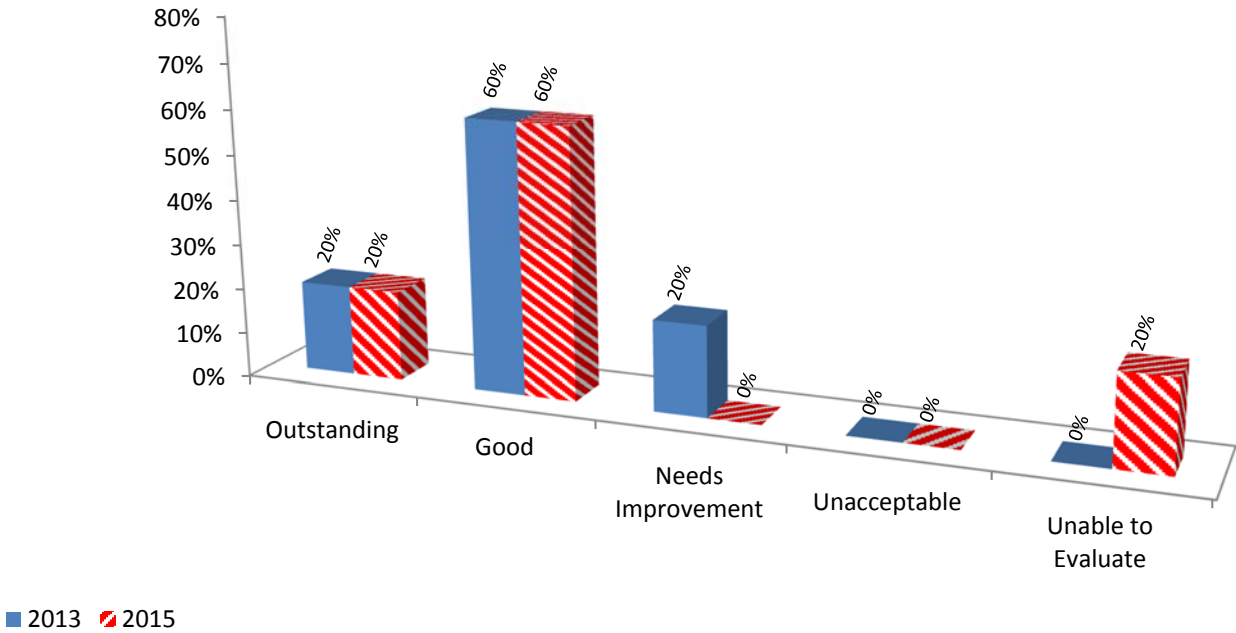 80%
70%
60%
50%
40%
30%
20%
10%
0%
20%
20%
60%
60%
20%
0%
0%
0%
0%
20%
Outstanding
Good
Needs
Improvement
Unacceptable
Unable to
Evaluate
2013 2015